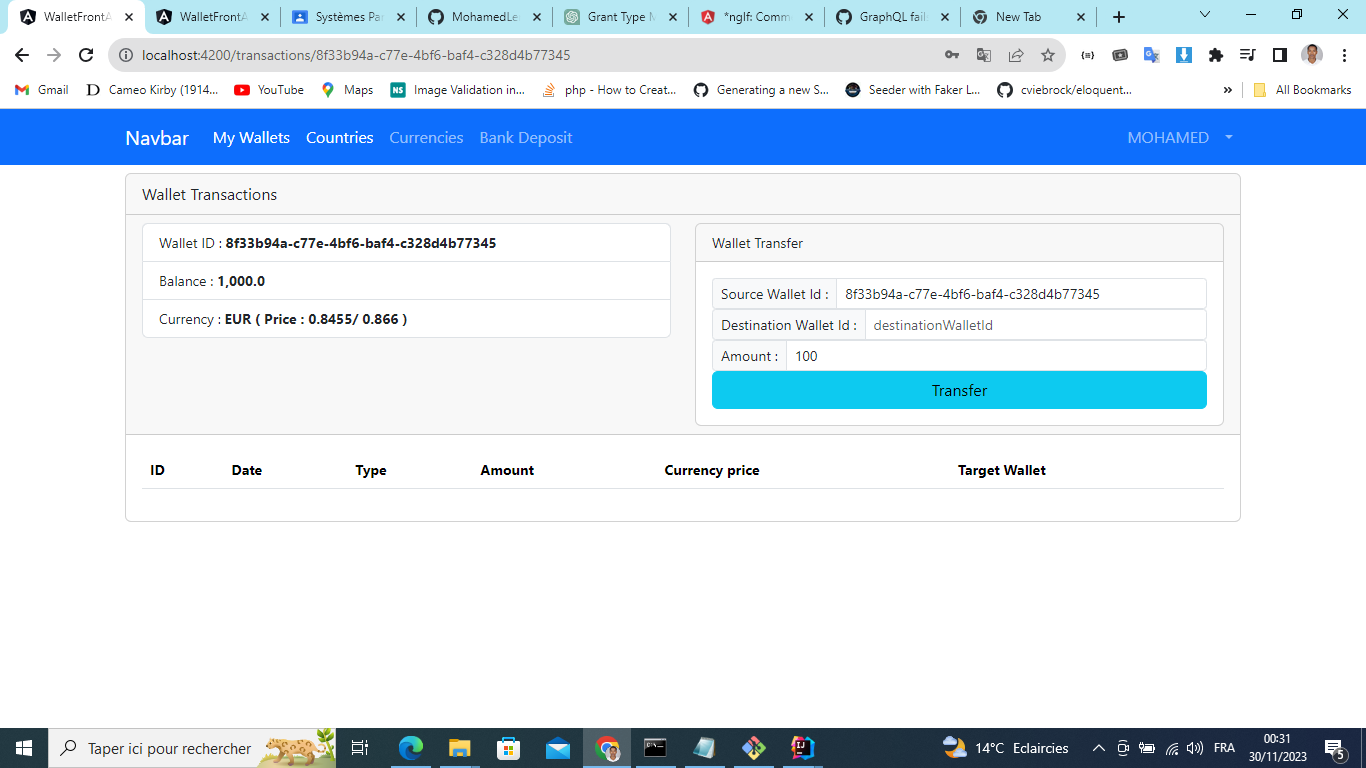 WalletFrontA
WalletFrontA
Systèmes Pa
MohamedLe
Grant Type M
*ngIf: Comm
GraphQL fail
New Tab
localhost:4200/transactions/8f33b94a-c77e-4bf6-baf4-c328d4b77345
Gmail
Cameo Kirby (1914...
YouTube
Maps
NS
Image Validation in...
php - How to Creat...
Generating a new S...
Seeder with Faker L...
cviebrock/eloquent...
»
All Bookmarks
Navbar My Wallets Countries Currencies Bank Deposit MOHAMED
Wallet Transactions
Wallet ID : 8f33b94a-c77e-4bf6-baf4-c328d4b77345
Balance : 1,000.0
Currency : EUR ( Price : 0.8455/ 0.866 )
Wallet Transfer
Source Wallet Id : 8f33b94a-c77e-4bf6-baf4-c328d4b77345
Destination Wallet Id : destinationWalletId
Amount : 100
Transfer
ID Date Type Amount Currency price Target Wallet
Taper ici pour rechercher
14°C Eclaircies
FRA
00:31
30/11/2023
5